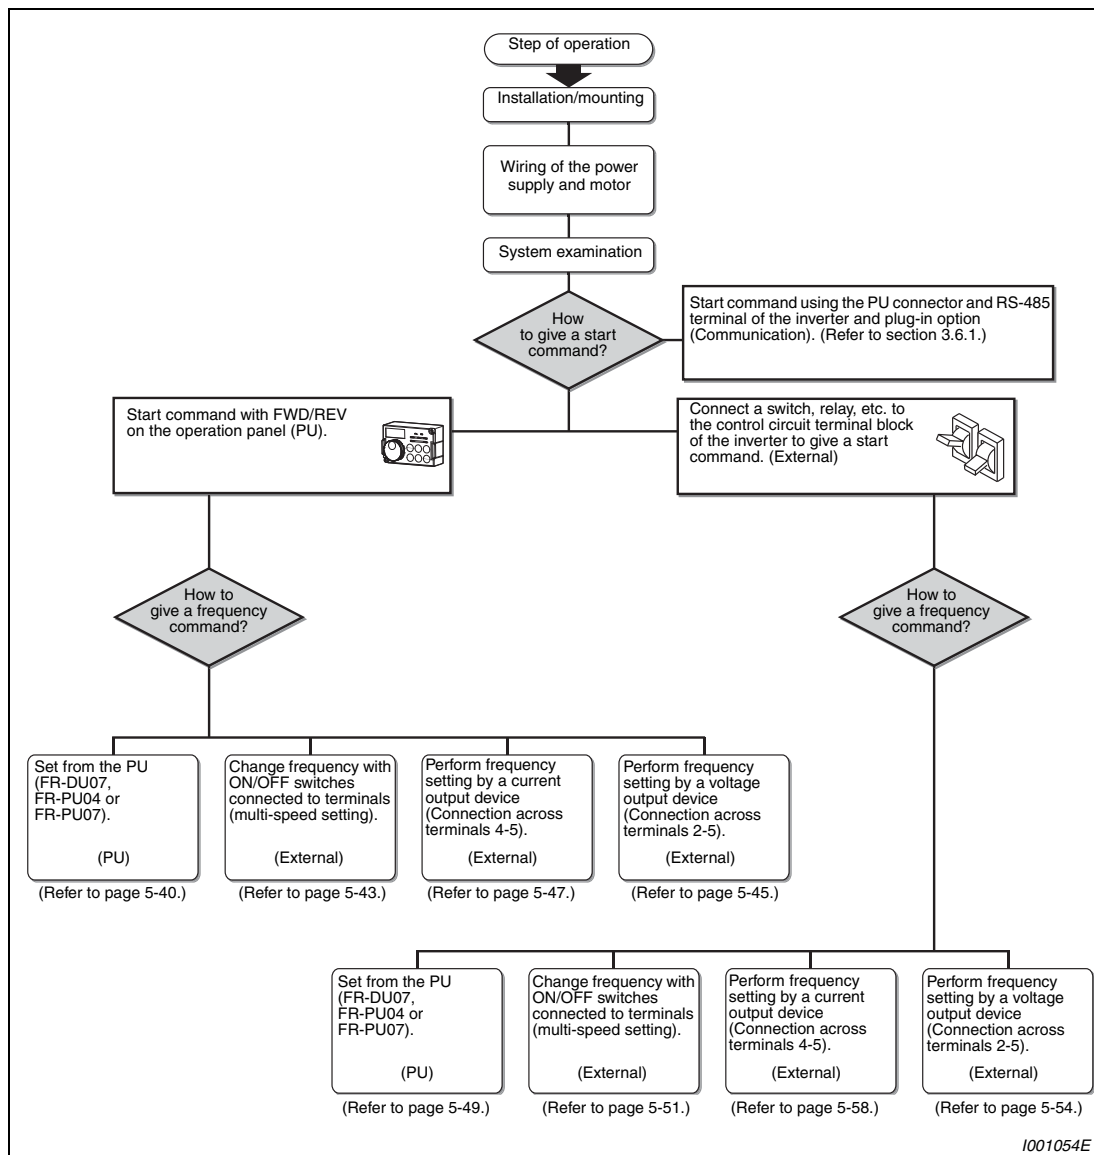 Step of operation
Installation/mounting
Wiring of the power
supply and motor
System examination
How
to give a start
command?
Start command using the PU connector and RS-485
terminal of the inverter and plug-in option
(Communication). (Refer to section 3.6.1.)
Start command with FWD/REV
on the operation panel (PU).
Connect a switch, relay, etc. to
the control circuit terminal block
of the inverter to give a start
command. (External)
How to
give a frequency
command?
How to
give a frequency
command?
Set from the PU
(FR-DU07,
FR-PU04 or
FR-PU07).
(PU)
(Refer to page 5-40.)
Change frequency with
ON/OFF switches
connected to terminals
(multi-speed setting).
(External)
(Refer to page 5-43.)
Perform frequency
setting by a current
output device
(Connection across
terminals 4-5).
(External)
(Refer to page 5-47.)
Perform frequency
setting by a voltage
output device
(Connection across
terminals 2-5).
(External)
(Refer to page 5-45.)
Set from the PU
(FR-DU07,
FR-PU04 or
FR-PU07).
(PU)
(Refer to page 5-49.)
Change frequency with
ON/OFF switches
connected to terminals
(multi-speed setting).
(External)
(Refer to page 5-51.)
Perform frequency
setting by a current
output device
(Connection across
terminals 4-5).
(External)
(Refer to page 5-58.)
Perform frequency
setting by a voltage
output device
(Connection across
terminals 2-5).
(External)
(Refer to page 5-54.)
I001054E